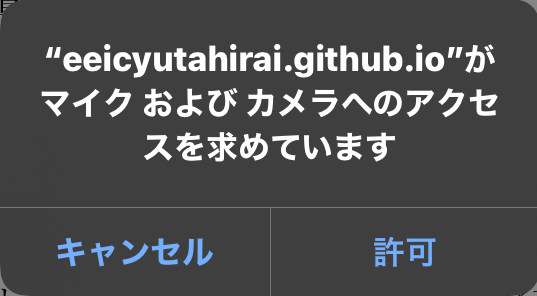 “eeicyutahirai.github.io”が
マイク および カメラへのアクセ
スを求めています
キャンセル
許可